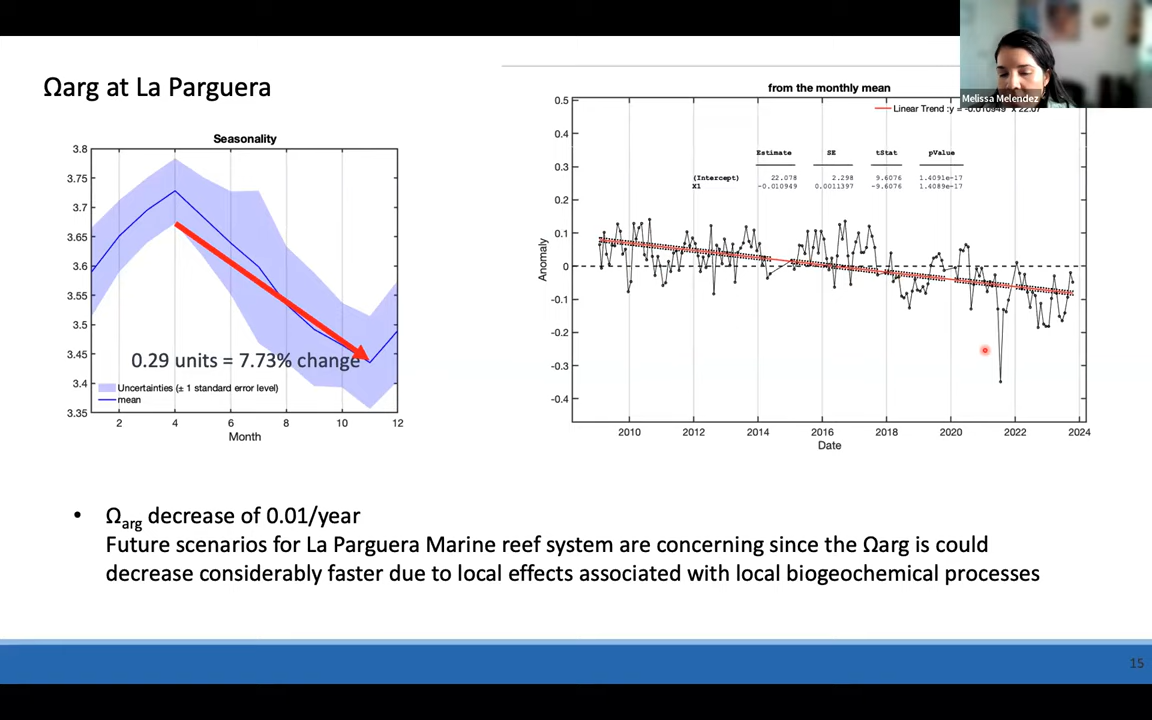 Melissa Melendez
Ωarg at La Parguera
Seasonality
3.8
3.75
3.7
3.65
3.6
3.55
3.5
3.45
3.4
3.35
0.29 units = 7.73% change
Uncertainties (± 1 standard error level)
mean
2 4 6 8 10 12
Month
from the monthly mean
Linear Trend :y = -0.010949 * x 22.07
Estimate SE tStat pValue
(Intercept) 22.078 2.298 9.6076 1.4091e-17
X1 -0.010949 0.0011397 -9.6076 1.4089e-17
0.5
0.4
0.3
0.2
0.1
0
-0.1
-0.2
-0.3
-0.4
Anomaly
2010 2012 2014 2016 2018 2020 2022 2024
Date
• Ωarg decrease of 0.01/year
Future scenarios for La Parguera Marine reef system are concerning since the Ωarg is could
decrease considerably faster due to local effects associated with local biogeochemical processes
15